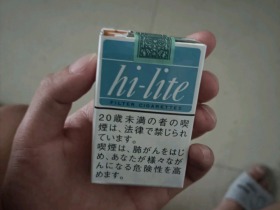 hi-lite
FILTER CIGARETTES
20歳未満の者の喫
煙は、法律で禁じられ
ています。
喫煙は、肺がんをはじ
め、あなたが様々なが
んになる危険性を高
めます。